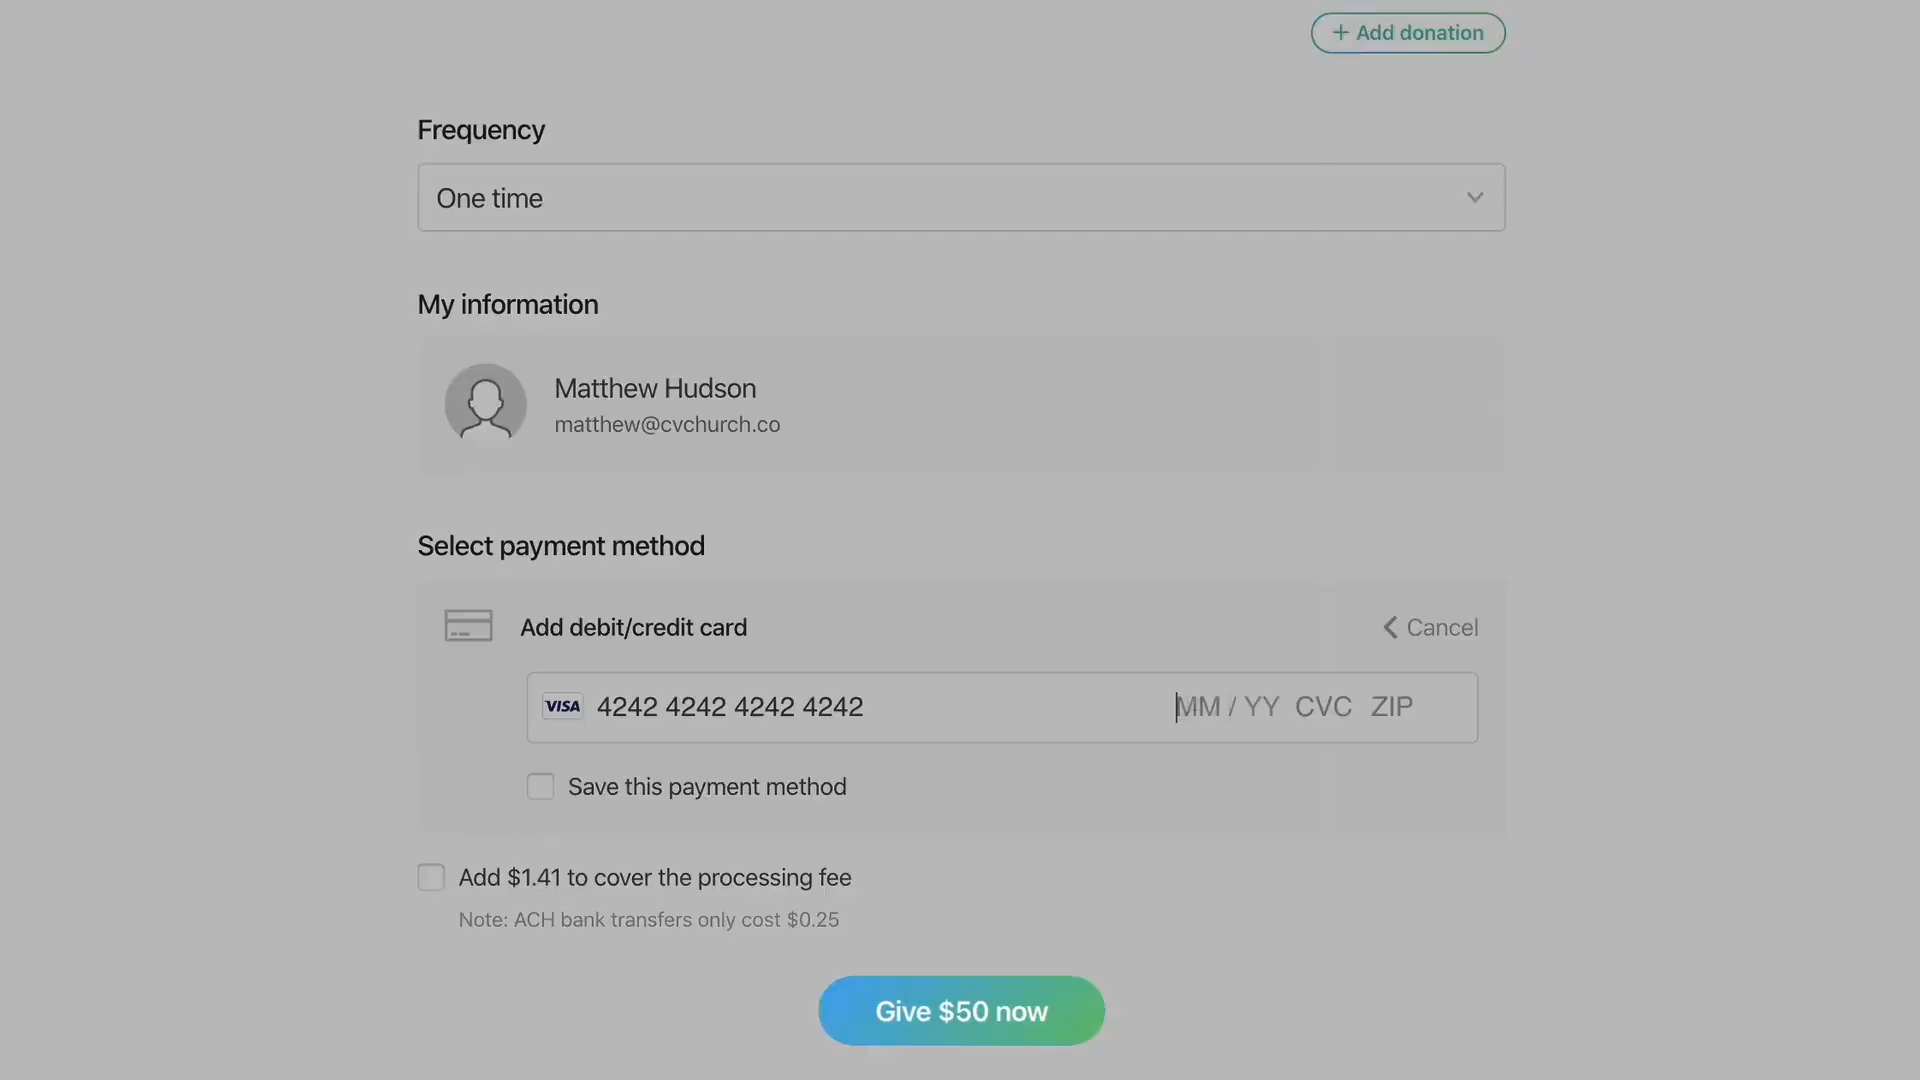 + Add donation
Frequency
One time
My information
Matthew Hudson
matthew@cvchurch.co
Select payment method
Add debit/credit card
Cancel
VISA 4242 4242 4242 4242 MM / YY CVC ZIP
Save this payment method
Add $1.41 to cover the processing fee
Note: ACH bank transfers only cost $0.25
Give $50 now